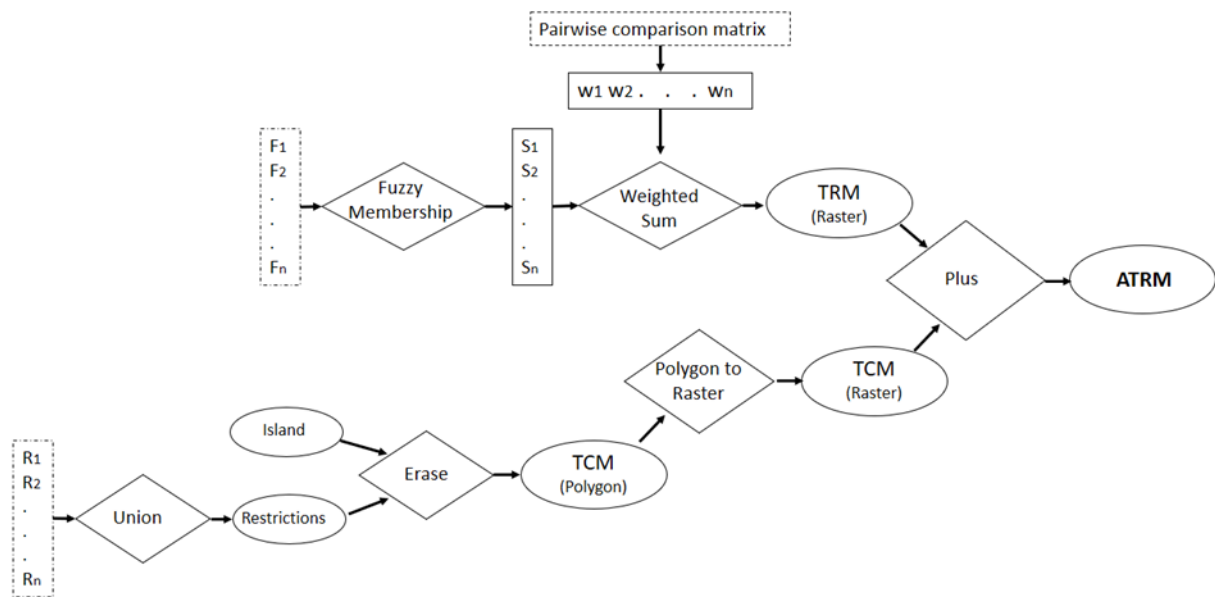 Pairwise comparison matrix
w1 w2 . . . wn
F1
F2
.
.
.
Fn
Fuzzy
Membership
S1
S2
.
.
.
Sn
Weighted
Sum
TRM
(Raster)
Plus
ATRM
Polygon to
Raster
TCM
(Raster)
Island
Erase
TCM
(Polygon)
R1
R2
.
.
.
Rn
Union
Restrictions